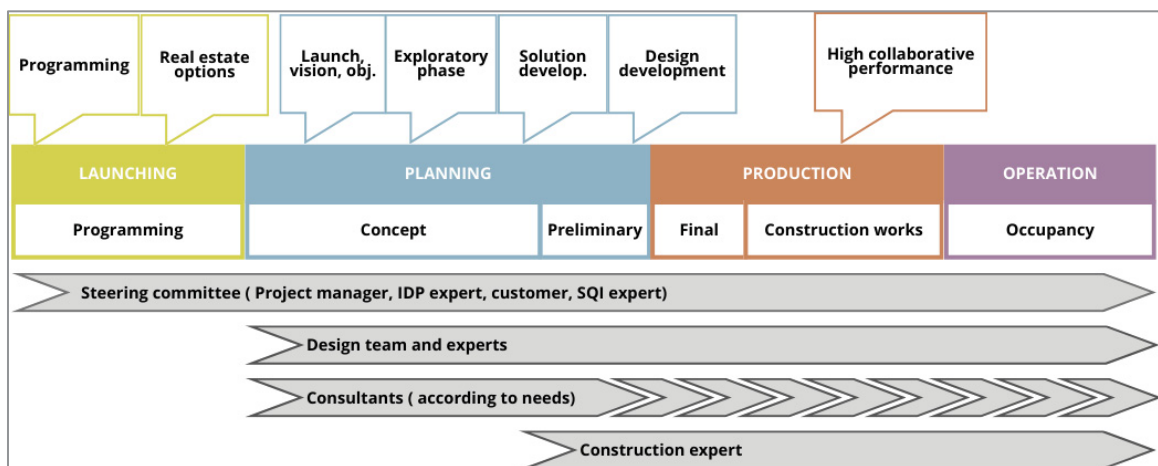 Programming
Real estate
options
Launch,
vision, obj.
Exploratory
phase
Solution
develop.
Design
development
High collaborative
performance
LAUNCHING
PLANNING
PRODUCTION
OPERATION
Programming
Concept
Preliminary
Final
Construction works
Occupancy
Steering committee ( Project manager, IDP expert, customer, SQI expert)
Design team and experts
Consultants ( according to needs)
Construction expert